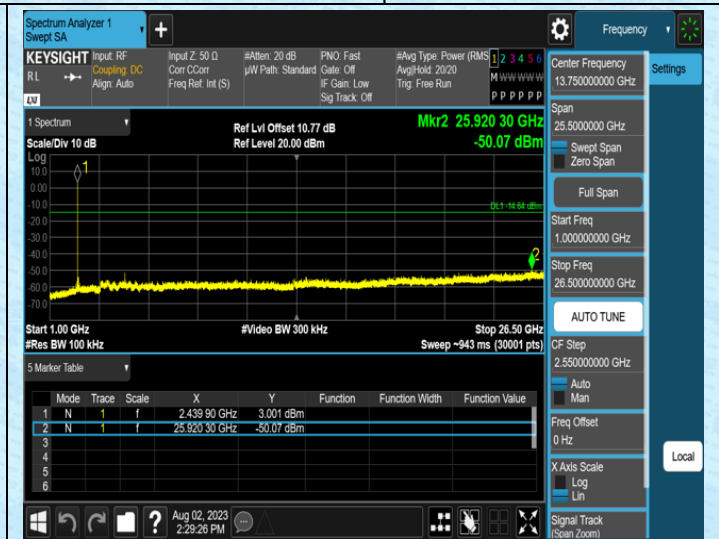 Spectrum Analyzer 1
Swept SA
+
Frequency
KEYSIGHT
RL
LXI
Input: RF
Coupling: DC
Align: Auto
Input Z: 50 Ω
Corr CCorr
Freq Ref: Int (S)
#Atten: 20 dB
µW Path: Standard
PNO: Fast
Gate: Off
IF Gain: Low
Sig Track: Off
#Avg Type: Power (RMS
Avg|Hold: 20/20
Trig: Free Run
1 2 3 4 5 6
M W W W W W
P P P P P P
1 Spectrum
Scale/Div 10 dB
Ref Lvl Offset 10.77 dB
Ref Level 20.00 dBm
Mkr2 25.920 30 GHz
-50.07 dBm
Log
10.0
0.00
-10.0
-20.0
-30.0
-40.0
-50.0
-60.0
-70.0
1
DL1 -14.64 dBm
2
Start 1.00 GHz
#Res BW 100 kHz
#Video BW 300 kHz
Stop 26.50 GHz
Sweep ~943 ms (30001 pts)
5 Marker Table
Mode Trace Scale X Y Function Function Width Function Value
1 N 1 f 2.439 90 GHz 3.001 dBm
2 N 1 f 25.920 30 GHz -50.07 dBm
3
4
5
6
Aug 02, 2023
2:29:26 PM
Center Frequency
13.750000000 GHz
Settings
Span
25.5000000 GHz
Swept Span
Zero Span
Full Span
Start Freq
1.000000000 GHz
Stop Freq
26.500000000 GHz
AUTO TUNE
CF Step
2.550000000 GHz
Auto
Man
Freq Offset
0 Hz
Local
X Axis Scale
Log
Lin
Signal Track
(Span Zoom)